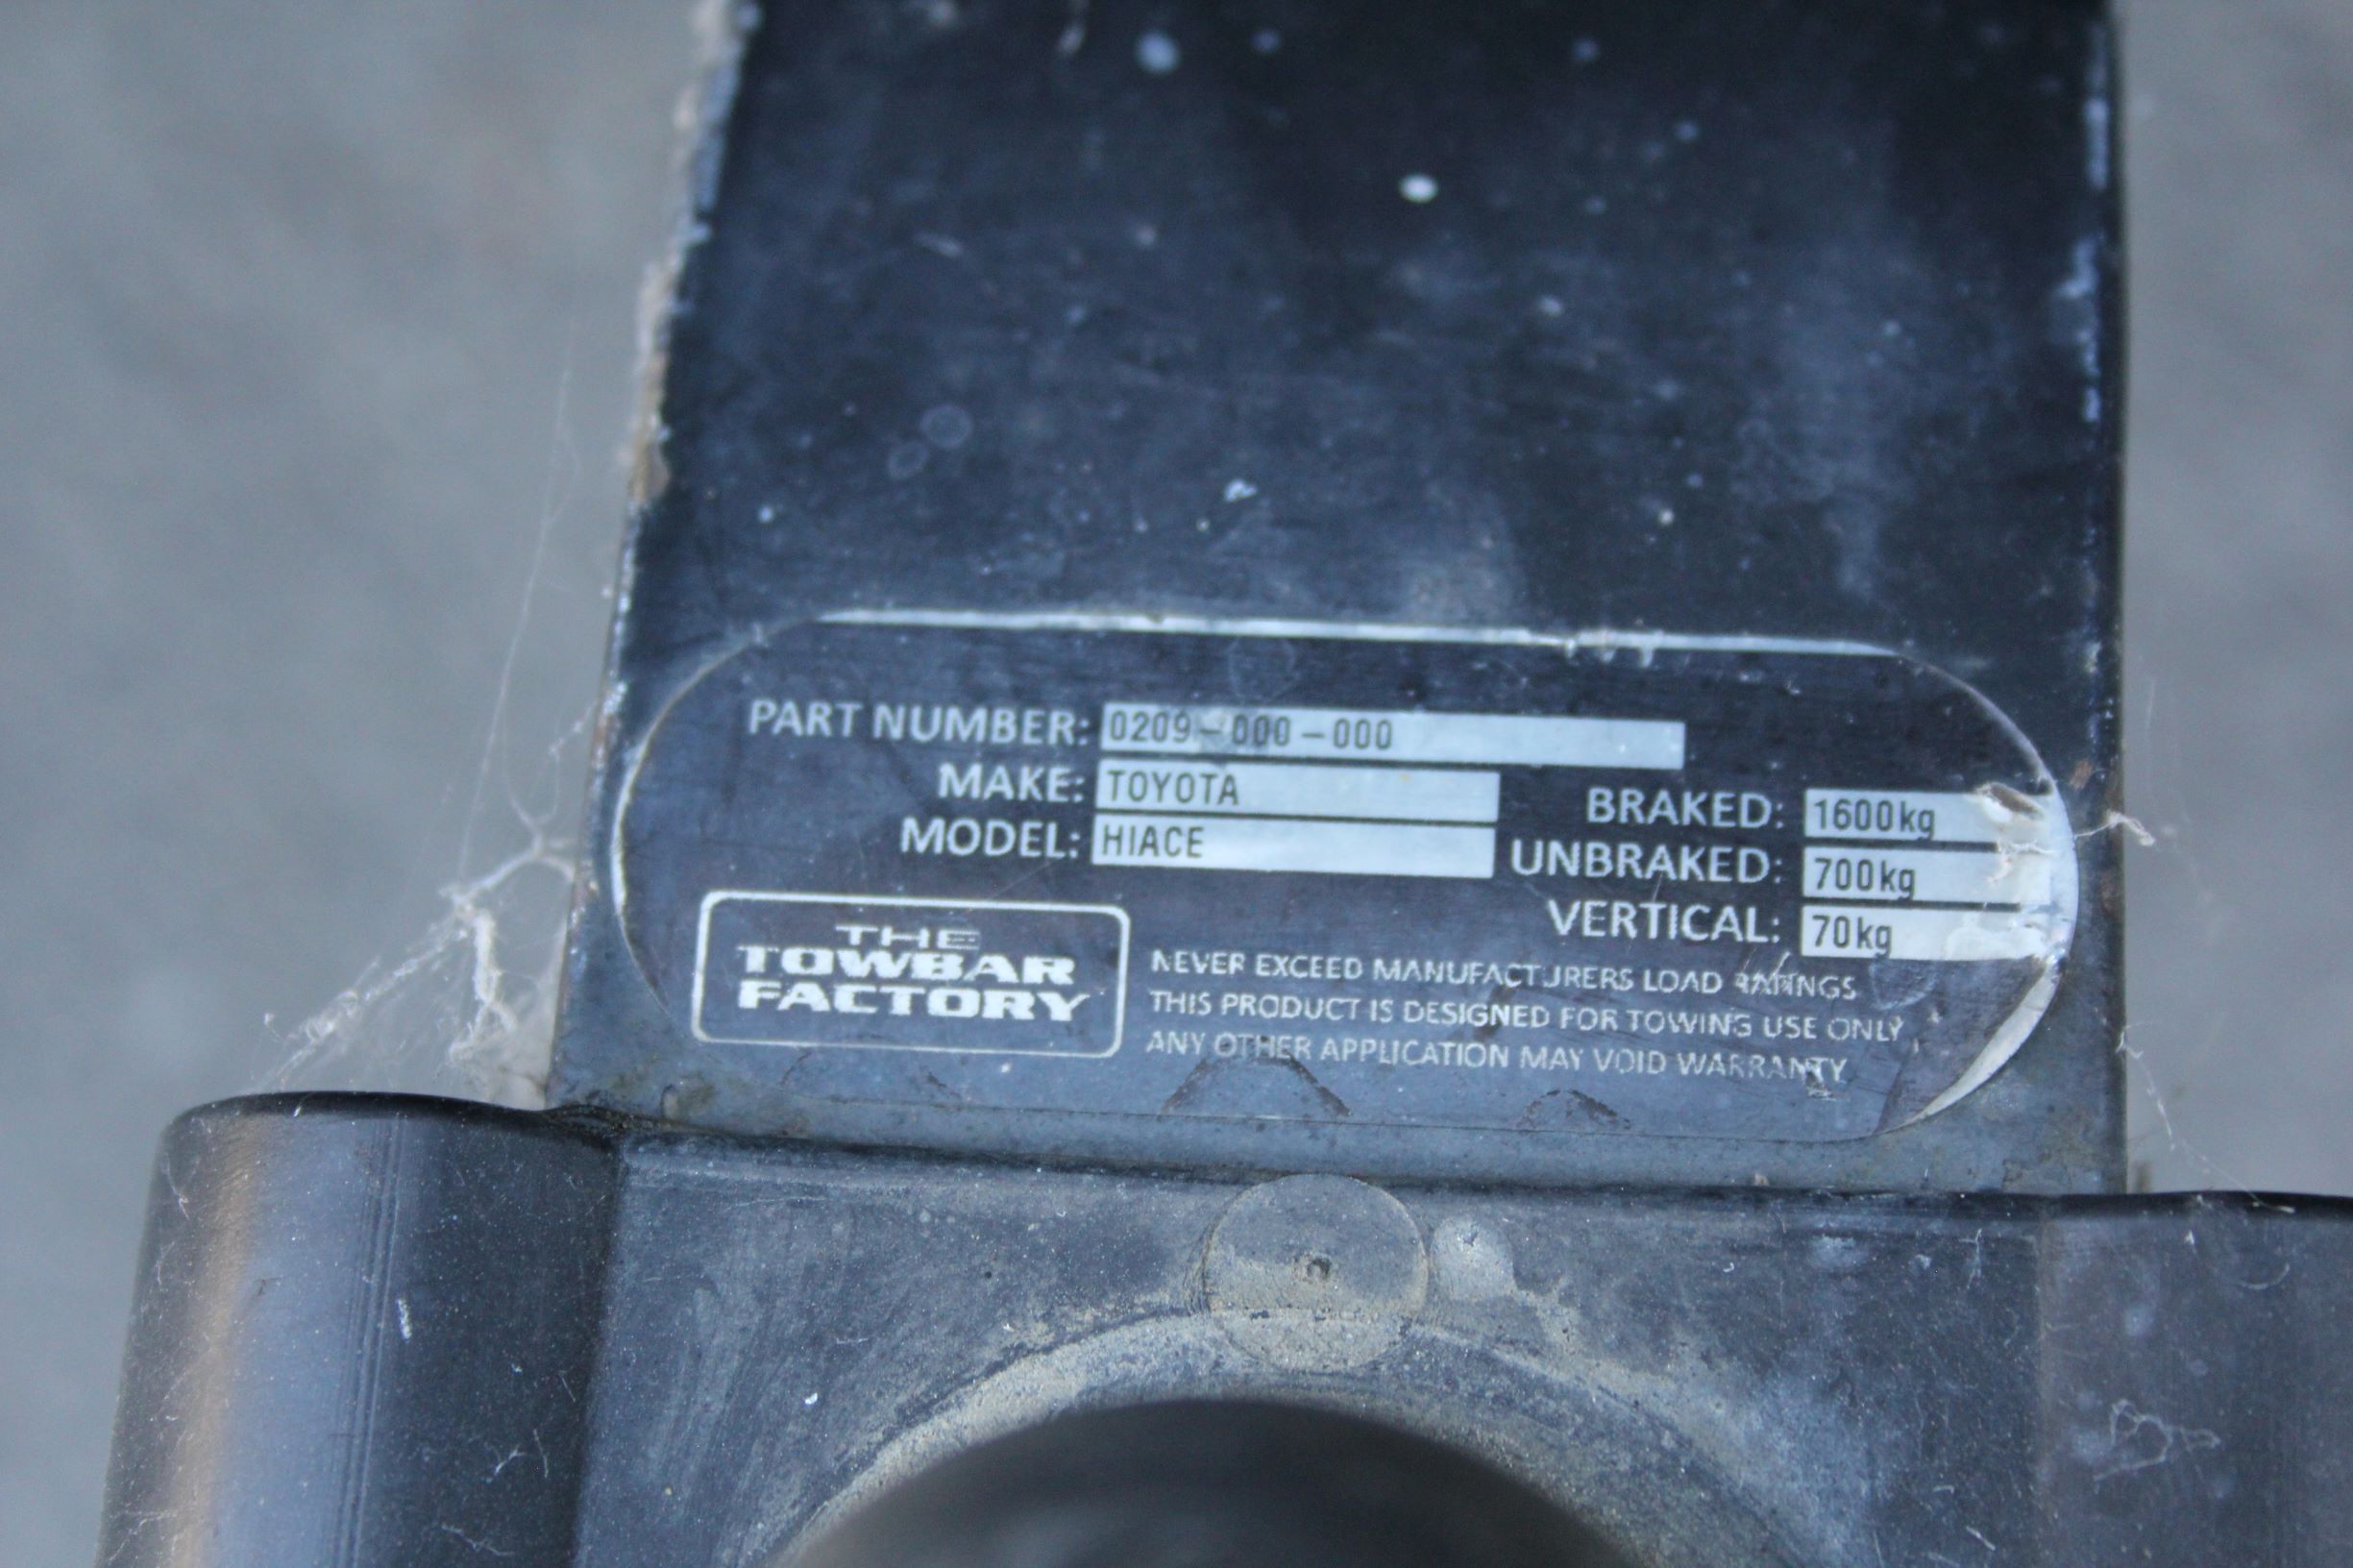 PART NUMBER: 0209-000-000
MAKE: TOYOTA
MODEL: HIACE
BRAKED: 1600kg
UNBRAKED: 700kg
VERTICAL: 70kg
THE
TOWBAR
FACTORY
NEVER EXCEED MANUFACTURERS LOAD RATINGS
THIS PRODUCT IS DESIGNED FOR TOWING USE ONLY
ANY OTHER APPLICATION MAY VOID WARRANTY